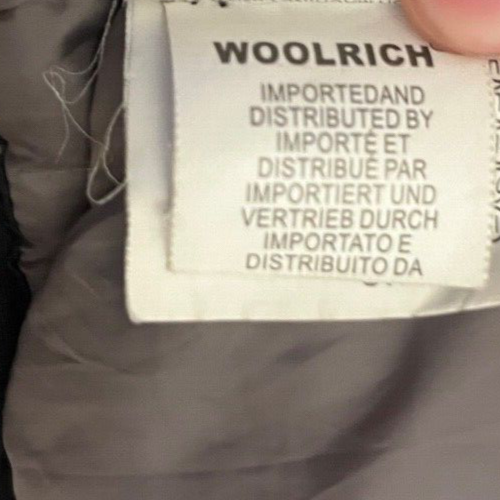 WOOLRICH
IMPORTEDAND
DISTRIBUTED BY
IMPORTÉ ET
DISTRIBUÉ PAR
IMPORTIERT UND
VERTRIEB DURCH
IMPORTATO E
DISTRIBUITO DA